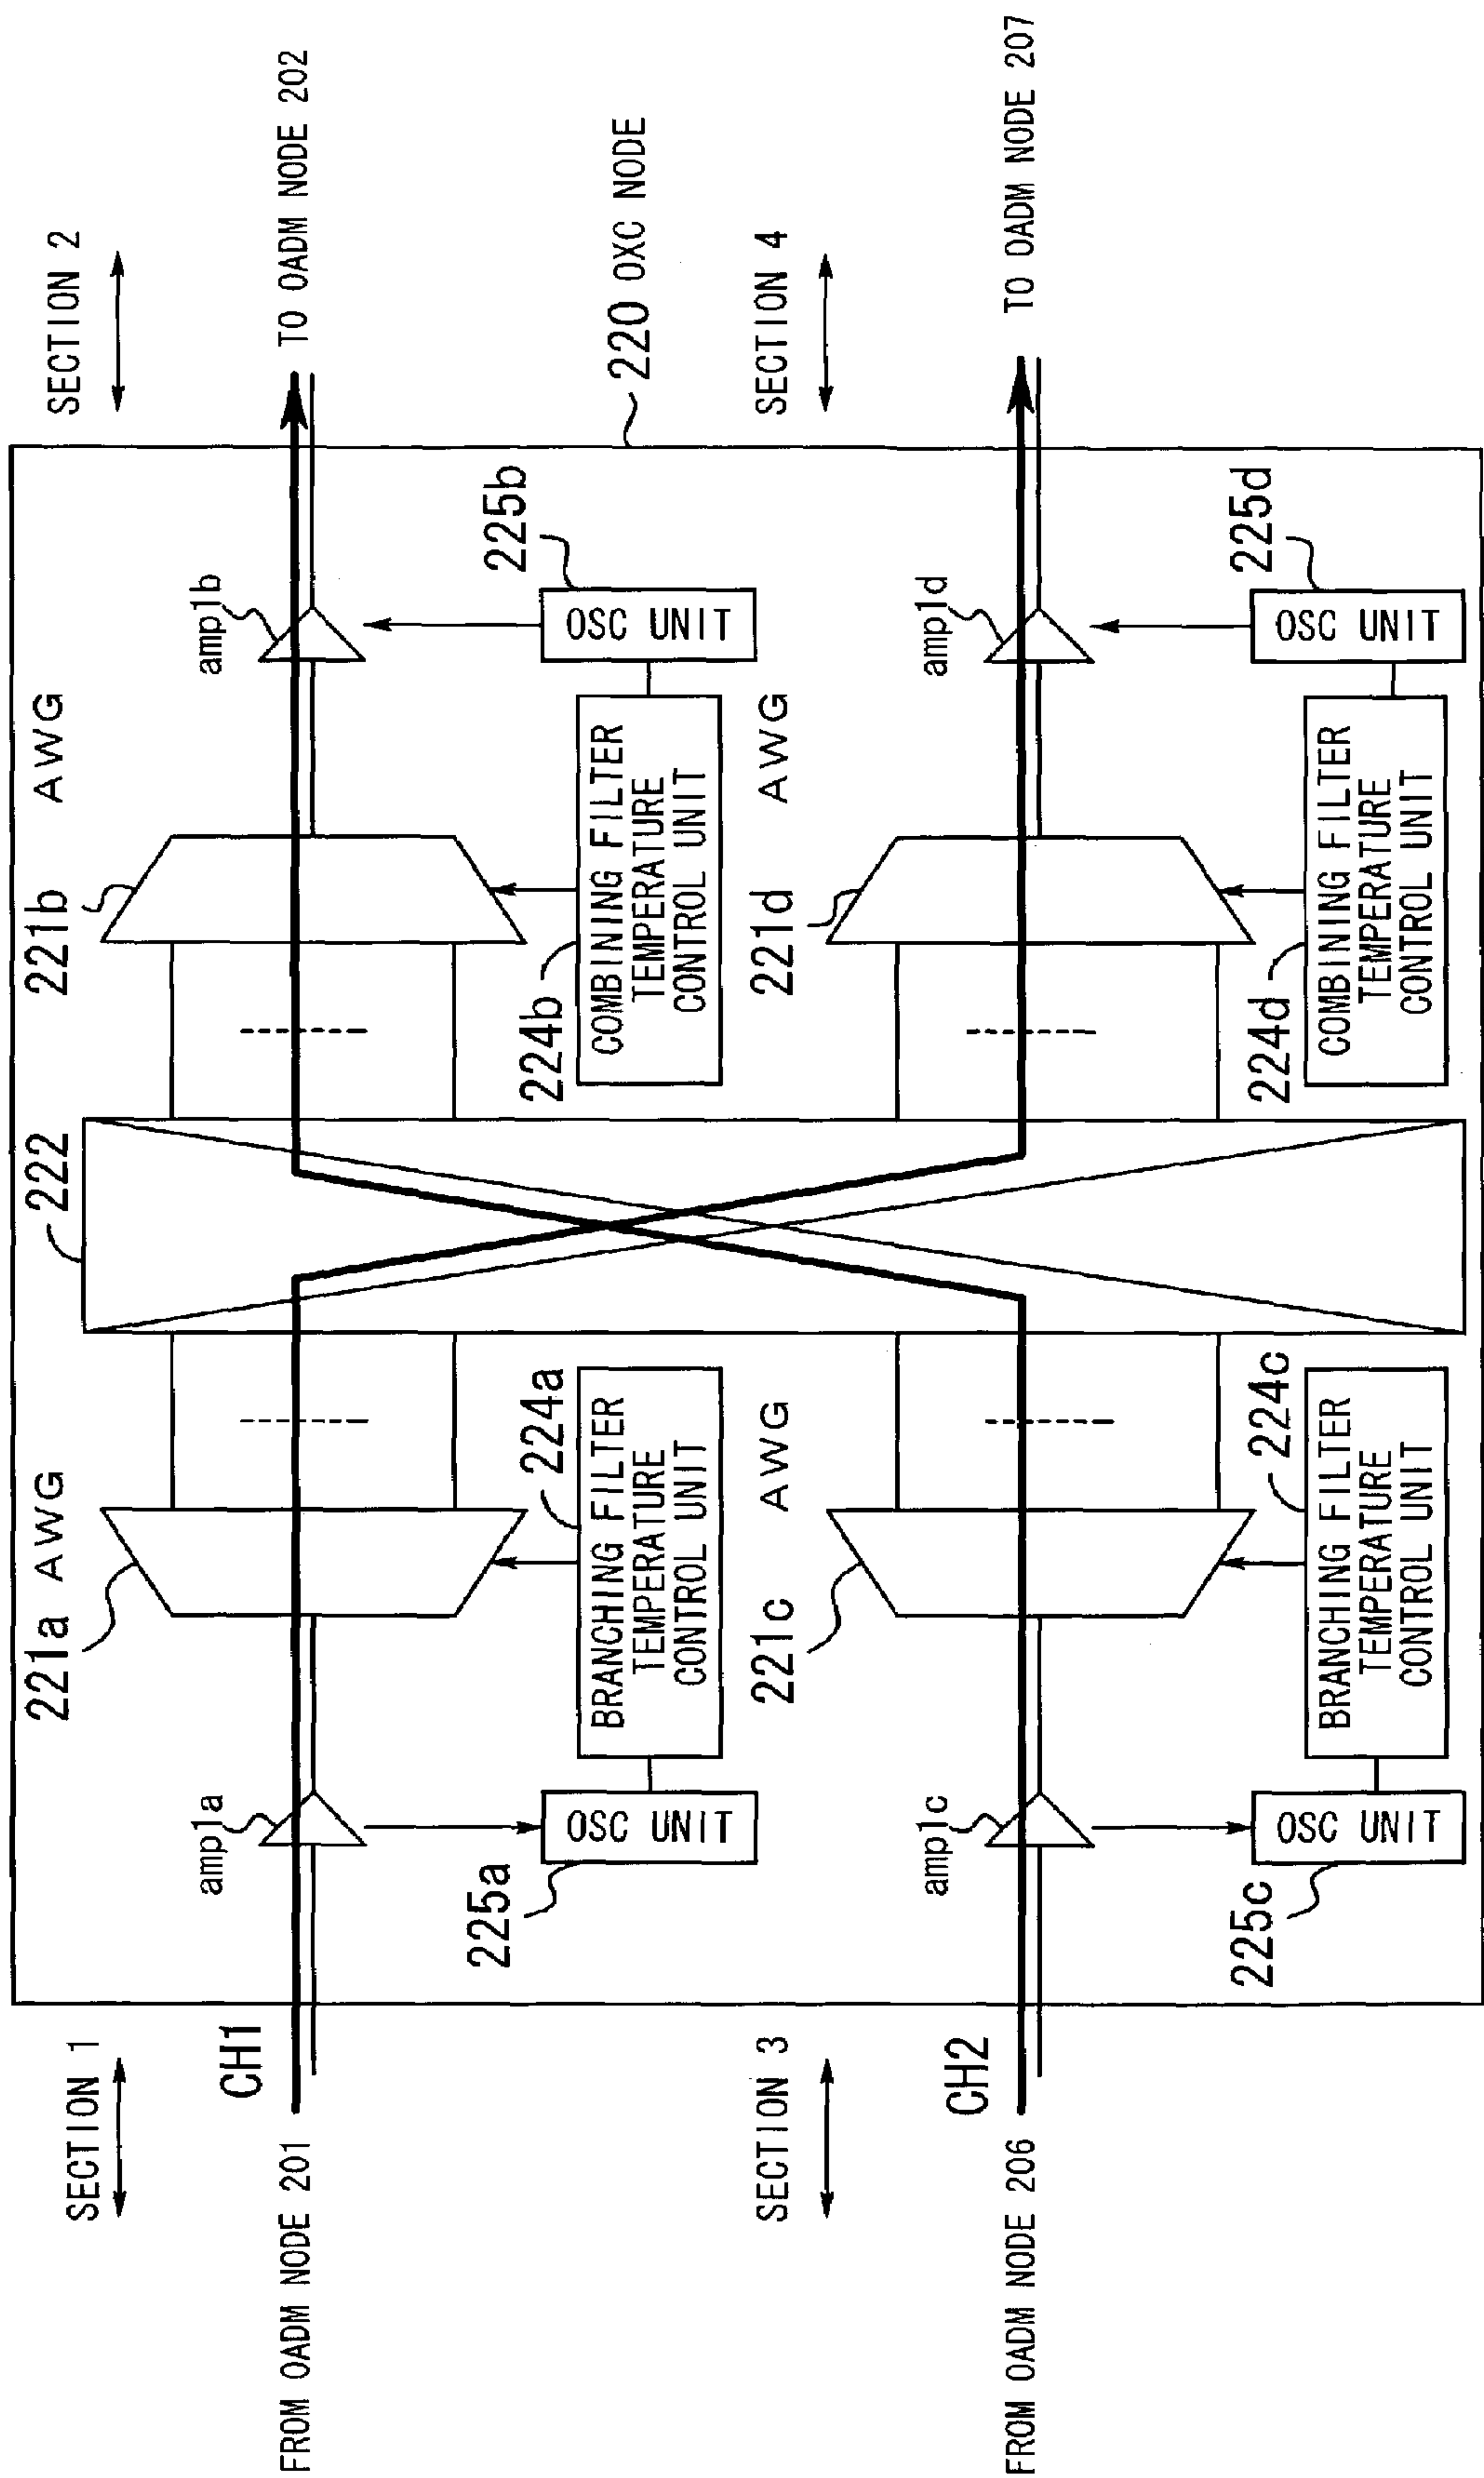 SECTION 1
SECTION 2
FROM OADM NODE 201
CH1
TO OADM NODE 202
221a AWG
222
221b
AWG
amp1a
amp1b
225a
OSC UNIT
224a
BRANCHING FILTER
TEMPERATURE
CONTROL UNIT
224b
COMBINING FILTER
TEMPERATURE
CONTROL UNIT
OSC UNIT
225b
220 OXC NODE
SECTION 3
SECTION 4
FROM OADM NODE 206
CH2
TO OADM NODE 207
221c
AWG
221d
AWG
amp1c
amp1d
225c
OSC UNIT
224c
BRANCHING FILTER
TEMPERATURE
CONTROL UNIT
224d
COMBINING FILTER
TEMPERATURE
CONTROL UNIT
OSC UNIT
225d